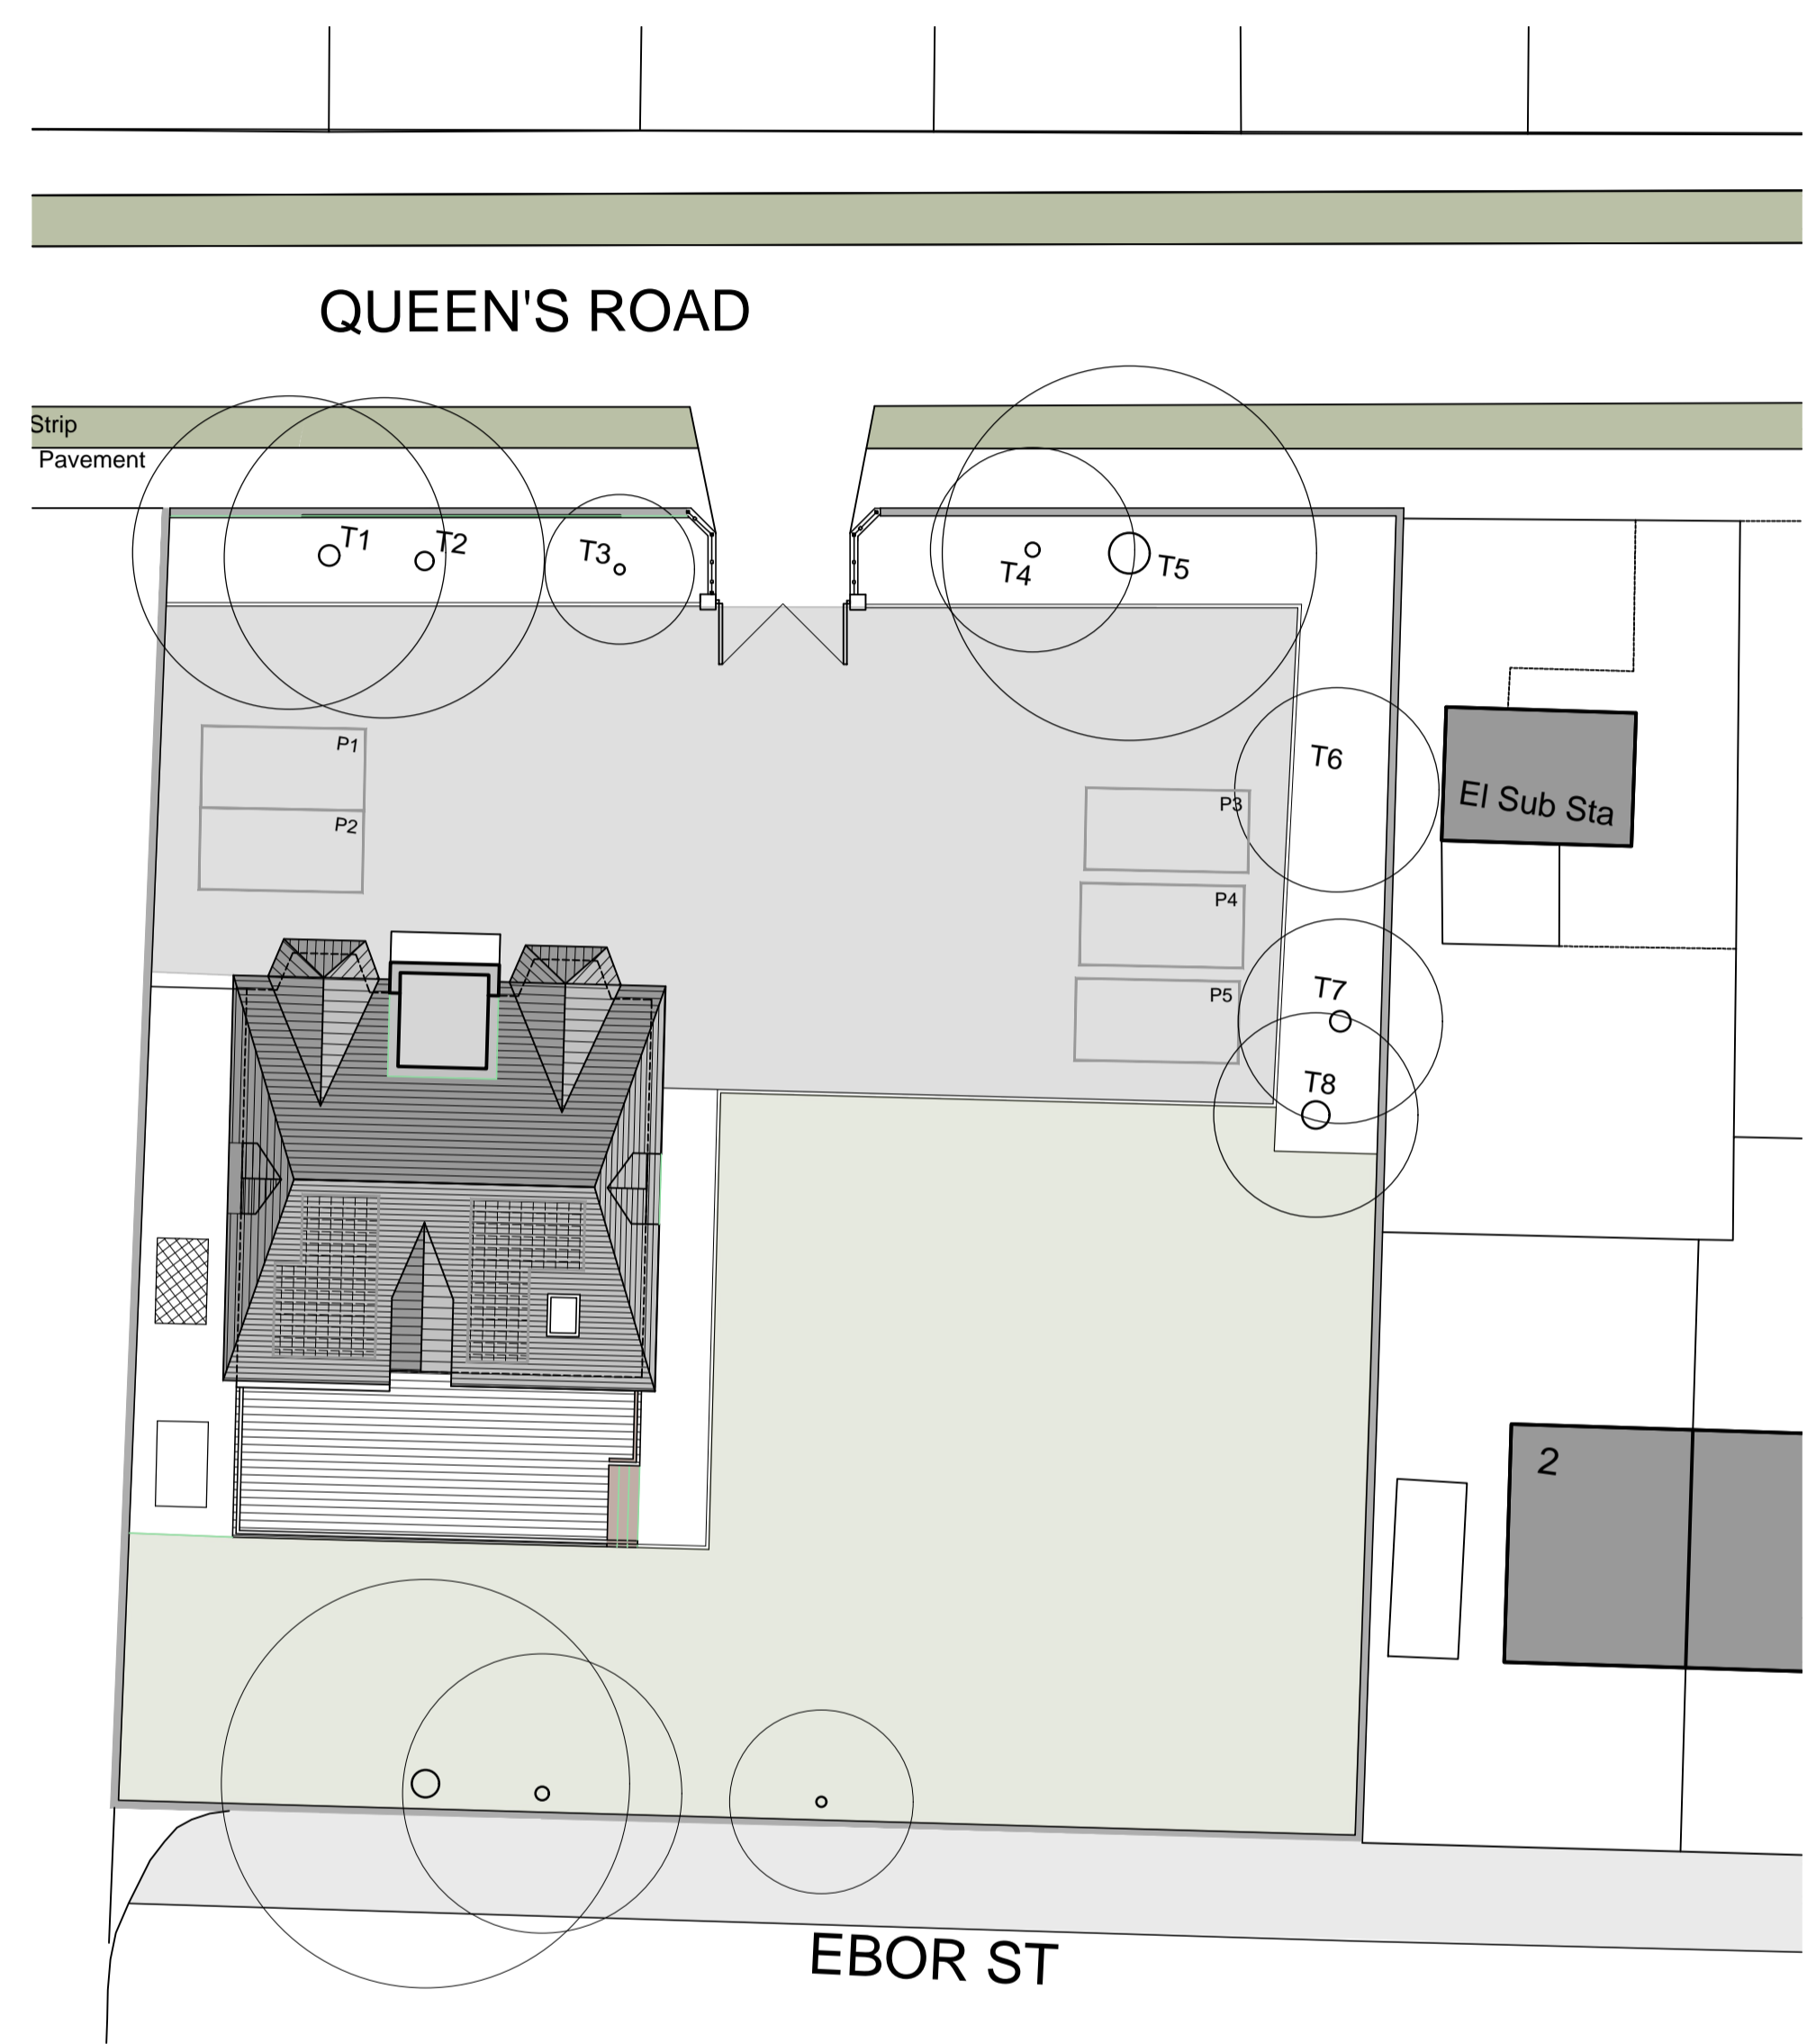 QUEEN'S ROAD
Strip
Pavement
T1
T2
T3
T4
T5
P1
P2
T6
El Sub Sta
P3
P4
P5
T7
T8
2
EBOR ST